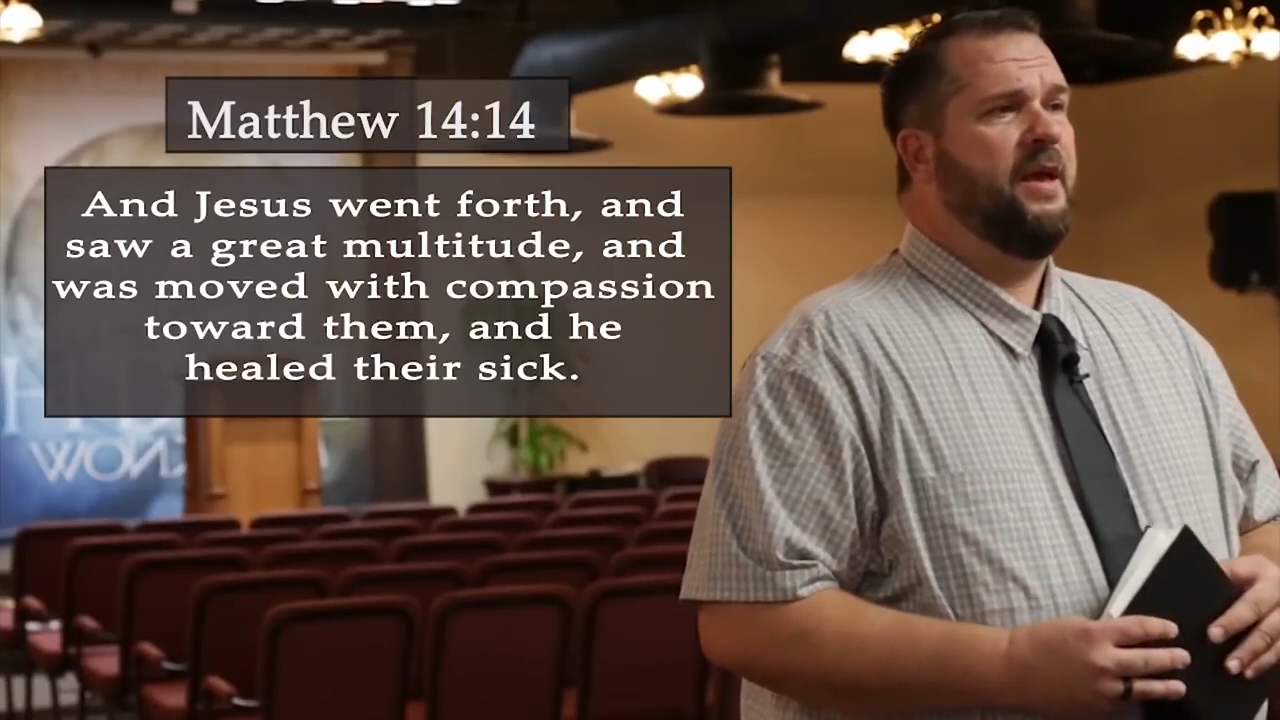 Matthew 14:14
And Jesus went forth, and
saw a great multitude, and
was moved with compassion
toward them, and he
healed their sick.